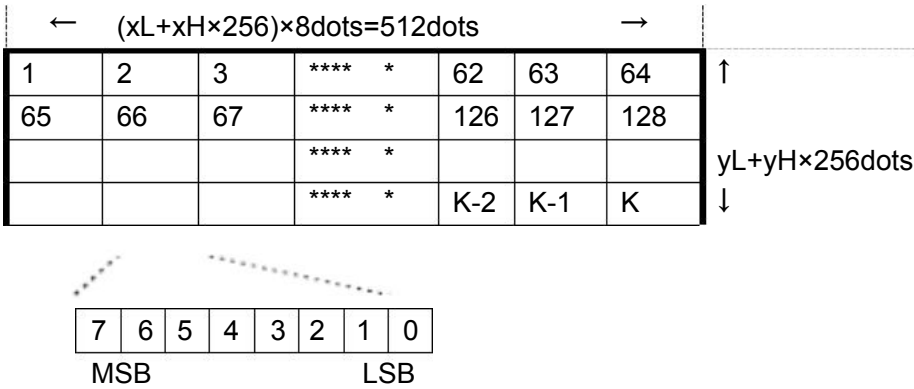 ← (xL+xH×256)×8dots=512dots →
1 2 3 **** * 62 63 64 ↑
65 66 67 **** * 126 127 128
**** * yL+yH×256dots
**** * K-2 K-1 K ↓
7 6 5 4 3 2 1 0
MSB LSB